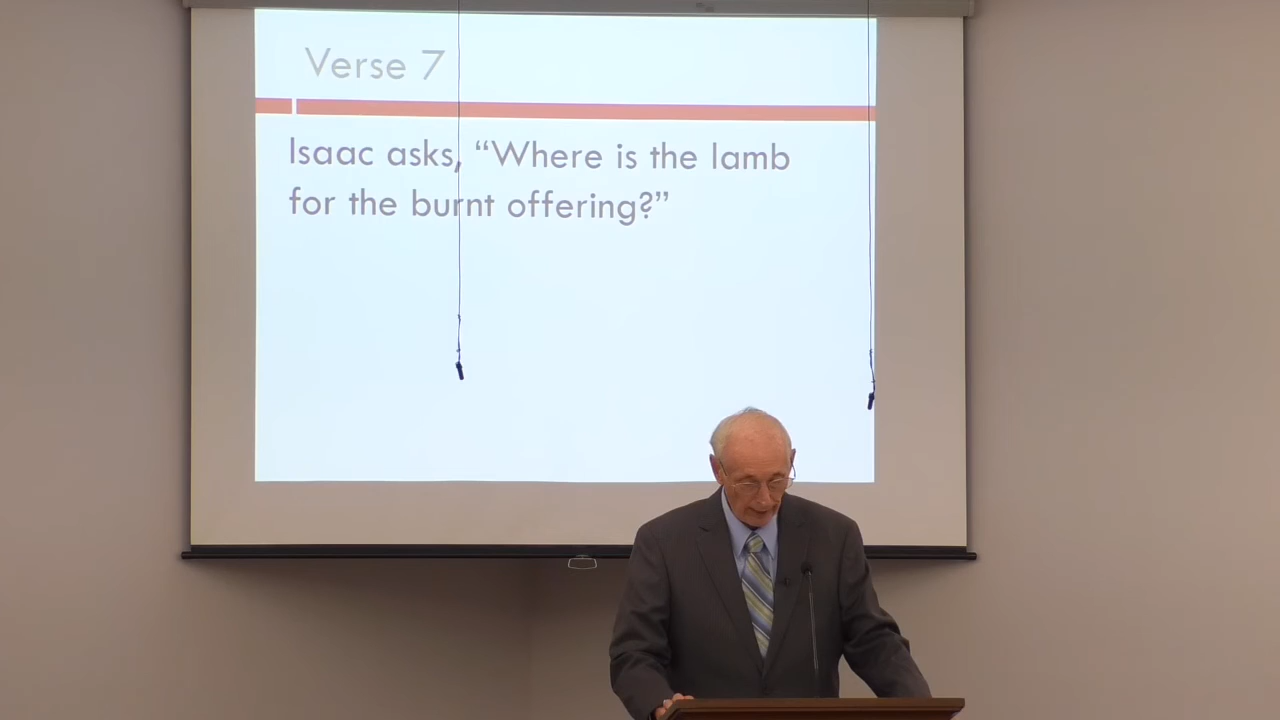 Verse 7
Isaac asks, “Where is the lamb
for the burnt offering?”